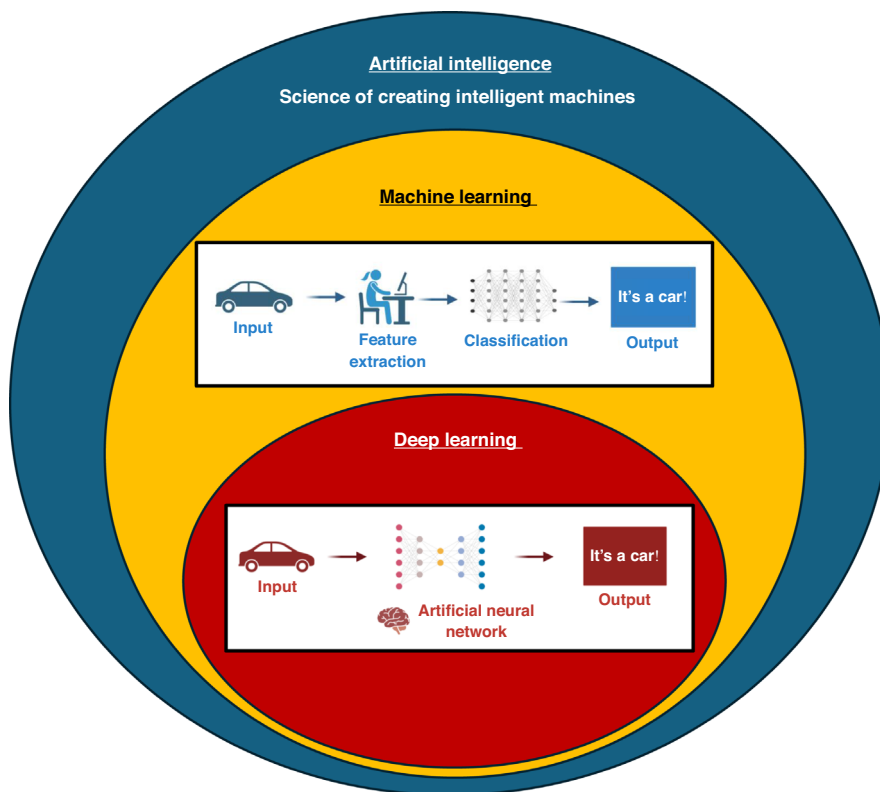 Artificial intelligence
Science of creating intelligent machines
Machine learning
Input
Feature
extraction
Classification
It's a car!
Output
Deep learning
Input
Artificial neural
network
It's a car!
Output